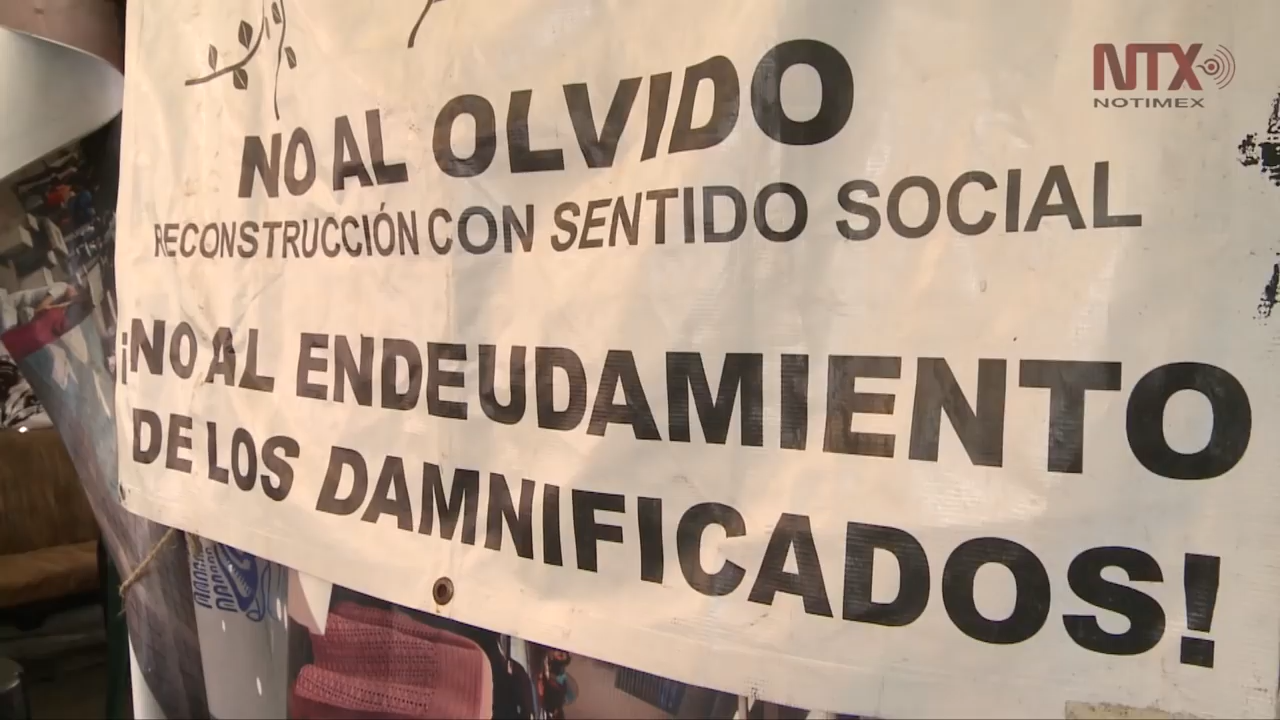 NTX
NOTIMEX
NO AL OLVIDO
RECONSTRUCCIÓN CON SENTIDO SOCIAL
¡NO AL ENDEUDAMIENTO
DE LOS DAMNIFICADOS!